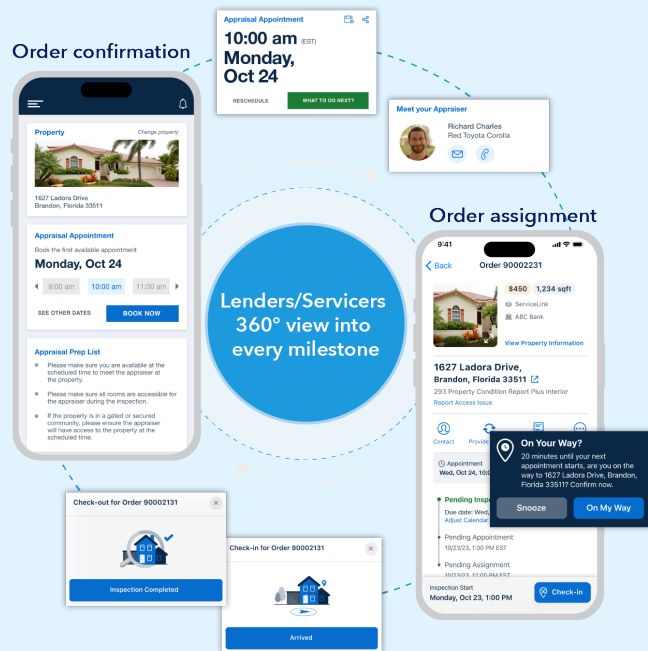 Order confirmation
Appraisal Appointment
10:00 am (EST)
Monday,
Oct 24
RESCHEDULE
WHAT TO DO NEXT?
Meet your Appraiser
Richard Charles
Red Toyota Corolla
Property
Change property
1627 Ladora Drive
Brandon, Florida 33511
Appraisal Appointment
Book the first available appointment
Monday, Oct 24
9:00 am
10:00 am
11:00 am
SEE OTHER DATES
BOOK NOW
Appraisal Prep List
Please make sure you are available at the
scheduled time to meet the appraiser at
the property.
Please make sure all rooms are accessible for
the appraiser during the inspection.
If the property is in a gated or secured
community, please ensure the appraiser
will have access to the property at the
scheduled time.
Lenders/Servicers
360° view into
every milestone
Order assignment
9:41
Back
Order 90002231
$450
1,234 sqft
ServiceLink
ABC Bank
View Property Information
1627 Ladora Drive,
Brandon, Florida 33511
293 Property Condition Report Plus Interior
Report Access Issue
Contact
Appointment
Wed, Oct 24,
Pending
Due date: Wed,
Adjust Calendar
Pending Appointment
10/23/23, 1:00 PM EST
Pending Assignment
10/23/23, 12:00 PM EST
Inspection Start
Monday, Oct 23, 1:00 PM
Check-in
On Your Way?
20 minutes until your next
appointment starts, are you on the
way to 1627 Ladora Drive, Brandon,
Florida 33511? Confirm now.
Snooze
On My Way
Check-out for Order 90002131
Inspection Completed
Check-in for Order 90002131
Arrived